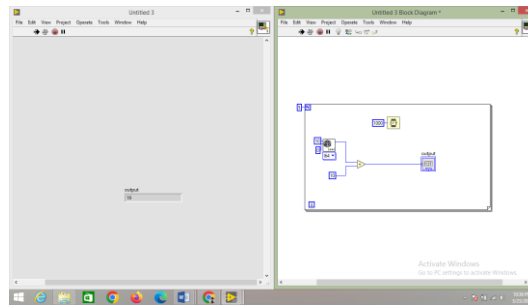 Untitled 3
File Edit View Project Operate Tools Window Help
output
Untitled 3 Block Diagram *
File Edit View Project Operate Tools Window Help
N
1000
I64
output
i
Activate Windows
Go to PC settings to activate Windows.